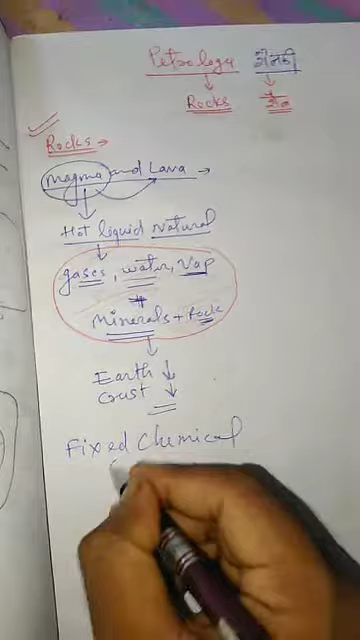 Petrology शैलिकी
Rocks शैल
Rocks →
Magma and Lava →
Hot liquid Natural
gases, water, Vap
+
Minerals + Rock
Earth ↓
Crust ↓
Fixed Chemical